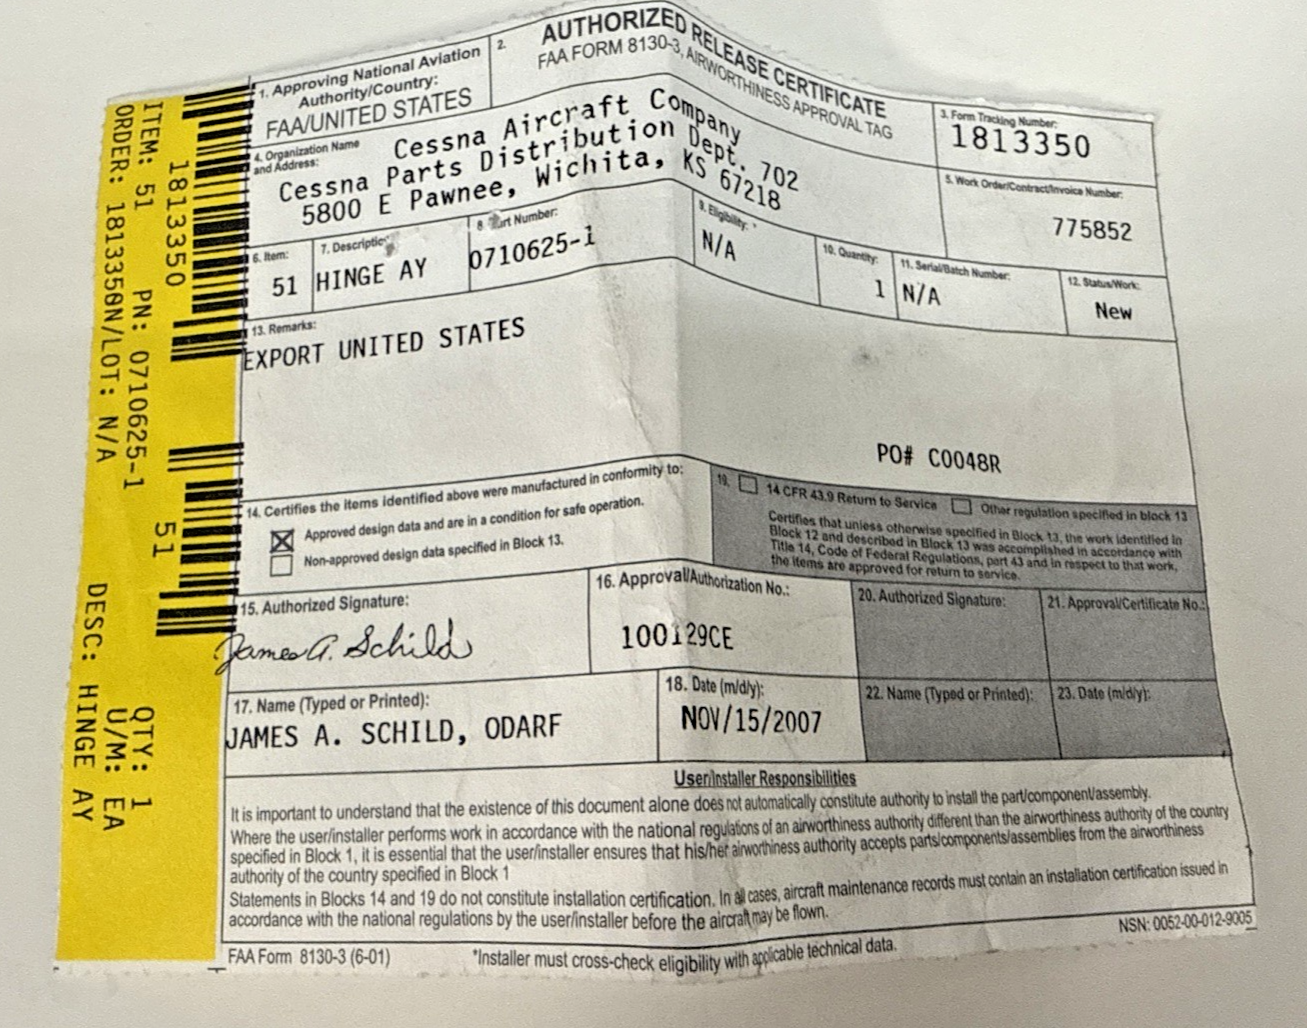 1. Approving National Aviation
Authority/Country:
FAA/UNITED STATES
2.
AUTHORIZED RELEASE CERTIFICATE
FAA FORM 8130-3, AIRWORTHINESS APPROVAL TAG
3. Form Tracking Number:
1813350
4. Organization Name
and Address:
Cessna Aircraft Company
Cessna Parts Distribution Dept. 702
5800 E Pawnee, Wichita, KS 67218
5. Work Order/Contract/Invoice Number:
775852
6. Item:
51
7. Description
HINGE AY
8. Part Number:
0710625-1
9. Eligibility: *
N/A
10. Quantity:
1
11. Serial/Batch Number:
N/A
12. Status/Work:
New
13. Remarks:
EXPORT UNITED STATES
PO# C0048R
14. Certifies the items identified above were manufactured in conformity to:
Approved design data and are in a condition for safe operation.
Non-approved design data specified in Block 13.
19.
14 CFR 43.9 Return to Service
Other regulation specified in block 13
Certifies that unless otherwise specified in Block 13, the work identified in
Block 12 and described in Block 13 was accomplished in accordance with
Title 14, Code of Federal Regulations, part 43 and in respect to that work,
the items are approved for return to service.
15. Authorized Signature:
James A. Schild
16. Approval/Authorization No.:
100129CE
20. Authorized Signature:
21. Approval/Certificate No.:
17. Name (Typed or Printed):
JAMES A. SCHILD, ODARF
18. Date (m/d/y):
NOV/15/2007
22. Name (Typed or Printed):
23. Date (m/d/y):
User/Installer Responsibilities
It is important to understand that the existence of this document alone does not automatically constitute authority to install the part/component/assembly.
Where the user/installer performs work in accordance with the national regulations of an airworthiness authority different than the airworthiness authority of the country
specified in Block 1, it is essential that the user/installer ensures that his/her airworthiness authority accepts parts/components/assemblies from the airworthiness
authority of the country specified in Block 1
Statements in Blocks 14 and 19 do not constitute installation certification. In all cases, aircraft maintenance records must contain an installation certification issued in
accordance with the national regulations by the user/installer before the aircraft may be flown.
FAA Form 8130-3 (6-01)
*Installer must cross-check eligibility with applicable technical data.
NSN: 0052-00-012-9005
1813350
51
ITEM: 51 PN: 0710625-1 QTY: 1
ORDER: 1813350N/LOT: N/A U/M: EA
DESC: HINGE AY